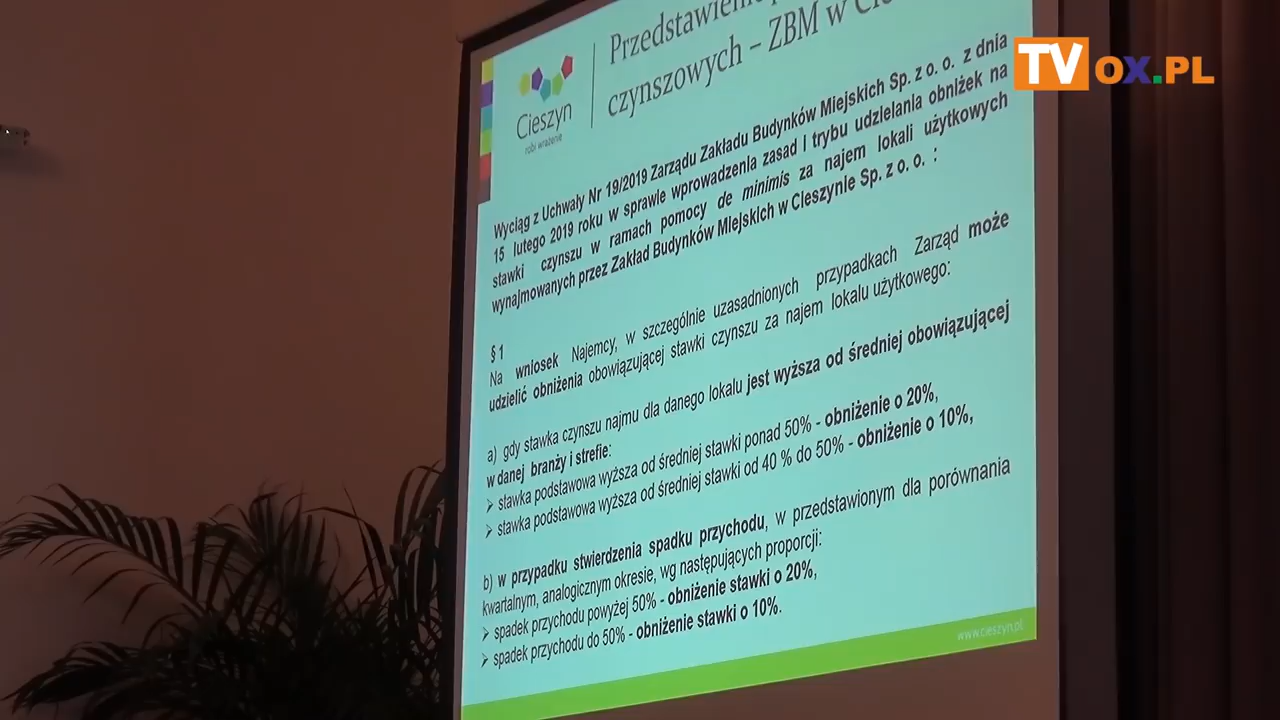 TVOX.PL
Cieszyn
robi wrażenie
Przedstawienie
czynszowych – ZBM w
Wyciąg z Uchwały Nr 19/2019 Zarządu Zakładu Budynków Miejskich Sp. z o. o. z dnia
15 lutego 2019 roku w sprawie wprowadzenia zasad i trybu udzielania obniżek na
stawki czynszu w ramach pomocy de minimis za najem lokali użytkowych
wynajmowanych przez Zakład Budynków Miejskich w Cieszynie Sp. z o. o. :
§ 1
Na wniosek Najemcy, w szczególnie uzasadnionych przypadkach Zarząd może
udzielić obniżenia obowiązującej stawki czynszu za najem lokalu użytkowego:
a) gdy stawka czynszu najmu dla danego lokalu jest wyższa od średniej obowiązującej
w danej branży i strefie:
➢ stawka podstawowa wyższa od średniej stawki ponad 50% - obniżenie o 20%,
➢ stawka podstawowa wyższa od średniej stawki od 40 % do 50% - obniżenie o 10%,
b) w przypadku stwierdzenia spadku przychodu, w przedstawionym dla porównania
kwartalnym, analogicznym okresie, wg następujących proporcji:
➢ spadek przychodu powyżej 50% - obniżenie stawki o 20%,
➢ spadek przychodu do 50% - obniżenie stawki o 10%.
www.cieszyn.pl